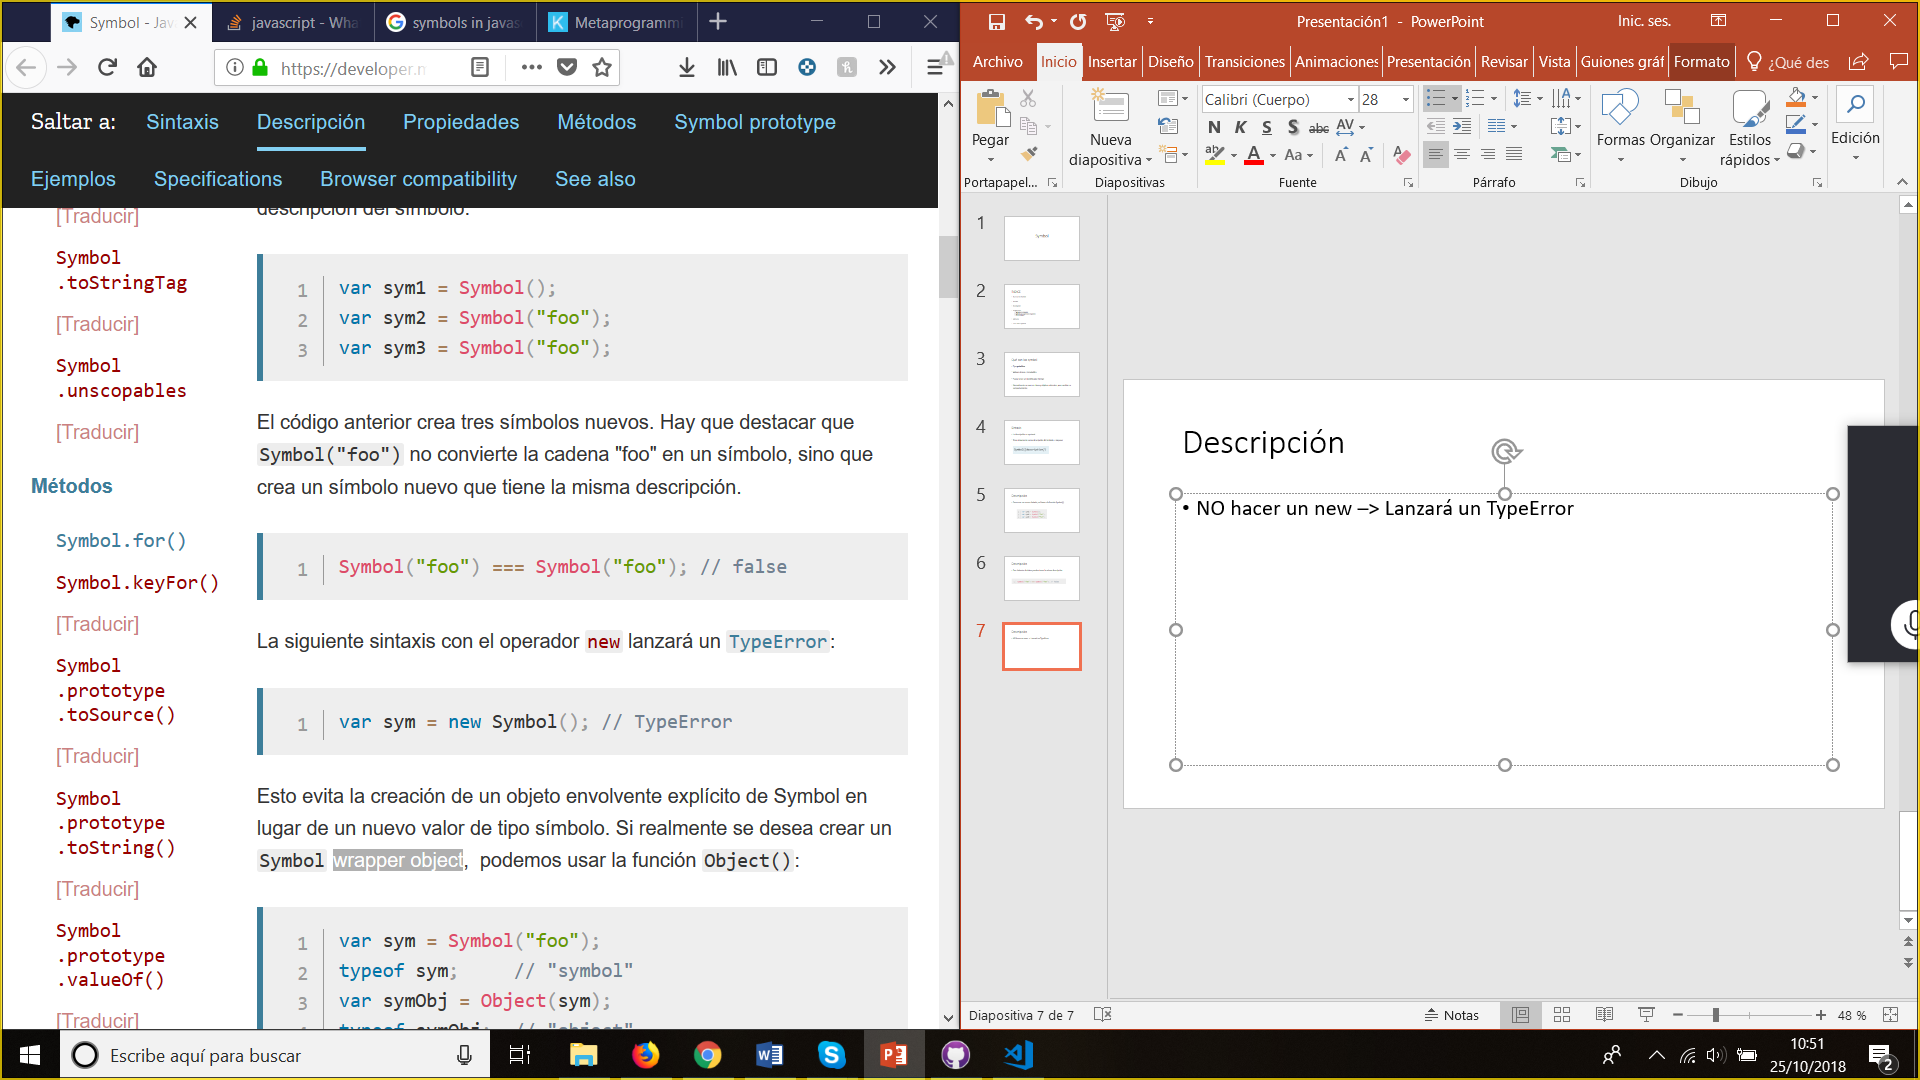 Symbol - Jav
javascript - Wha
symbols in javas
Metaprogrammi
https://developer.n
Saltar a:
Sintaxis
Descripción
Propiedades
Métodos
Symbol prototype
Ejemplos
Specifications
Browser compatibility
See also
[Traducir]
Symbol
.toStringTag
[Traducir]
Symbol
.unscopables
[Traducir]
Métodos
Symbol.for()
Symbol.keyFor()
[Traducir]
Symbol
.prototype
.toSource()
[Traducir]
Symbol
.prototype
.toString()
[Traducir]
Symbol
.prototype
.valueOf()
[Traducir]
descripción del símbolo.
1 var sym1 = Symbol();
2 var sym2 = Symbol("foo");
3 var sym3 = Symbol("foo");
El código anterior crea tres símbolos nuevos. Hay que destacar que
Symbol("foo") no convierte la cadena "foo" en un símbolo, sino que
crea un símbolo nuevo que tiene la misma descripción.
1 Symbol("foo") === Symbol("foo"); // false
La siguiente sintaxis con el operador new lanzará un TypeError:
1 var sym = new Symbol(); // TypeError
Esto evita la creación de un objeto envolvente explícito de Symbol en
lugar de un nuevo valor de tipo símbolo. Si realmente se desea crear un
Symbol wrapper object, podemos usar la función Object():
1 var sym = Symbol("foo");
2 typeof sym; // "symbol"
3 var symObj = Object(sym);
typeof symObj; // "object"
Presentación1 - PowerPoint
Inic. ses.
Archivo
Inicio
Insertar
Diseño
Transiciones
Animaciones
Presentación
Revisar
Vista
Guiones gráf
Formato
¿Qué des
Pegar
Portapapel...
Nueva
diapositiva
Diapositivas
Calibri (Cuerpo)
28
N K S S abc AV
ab A Aa A A
Fuente
Párrafo
Formas
Organizar
Estilos
rápidos
Dibujo
Edición
1
Symbol
2
3
4
5
6
7
Descripción
• NO hacer un new –> Lanzará un TypeError
Diapositiva 7 de 7
Notas
48 %
Escribe aquí para buscar
10:51
25/10/2018
2